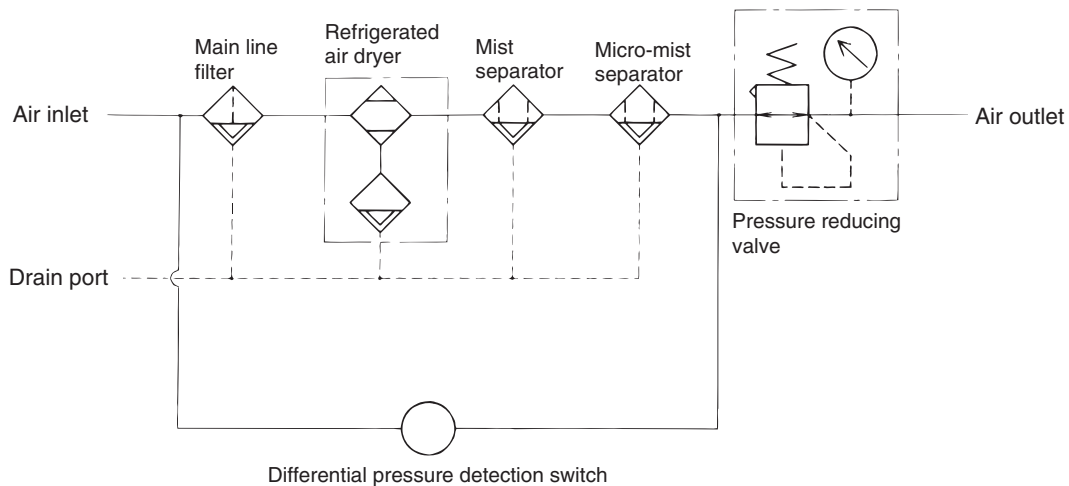 Main line
filter
Refrigerated
air dryer
Mist
separator
Micro-mist
separator
Air inlet
Air outlet
Pressure reducing
valve
Drain port
Differential pressure detection switch